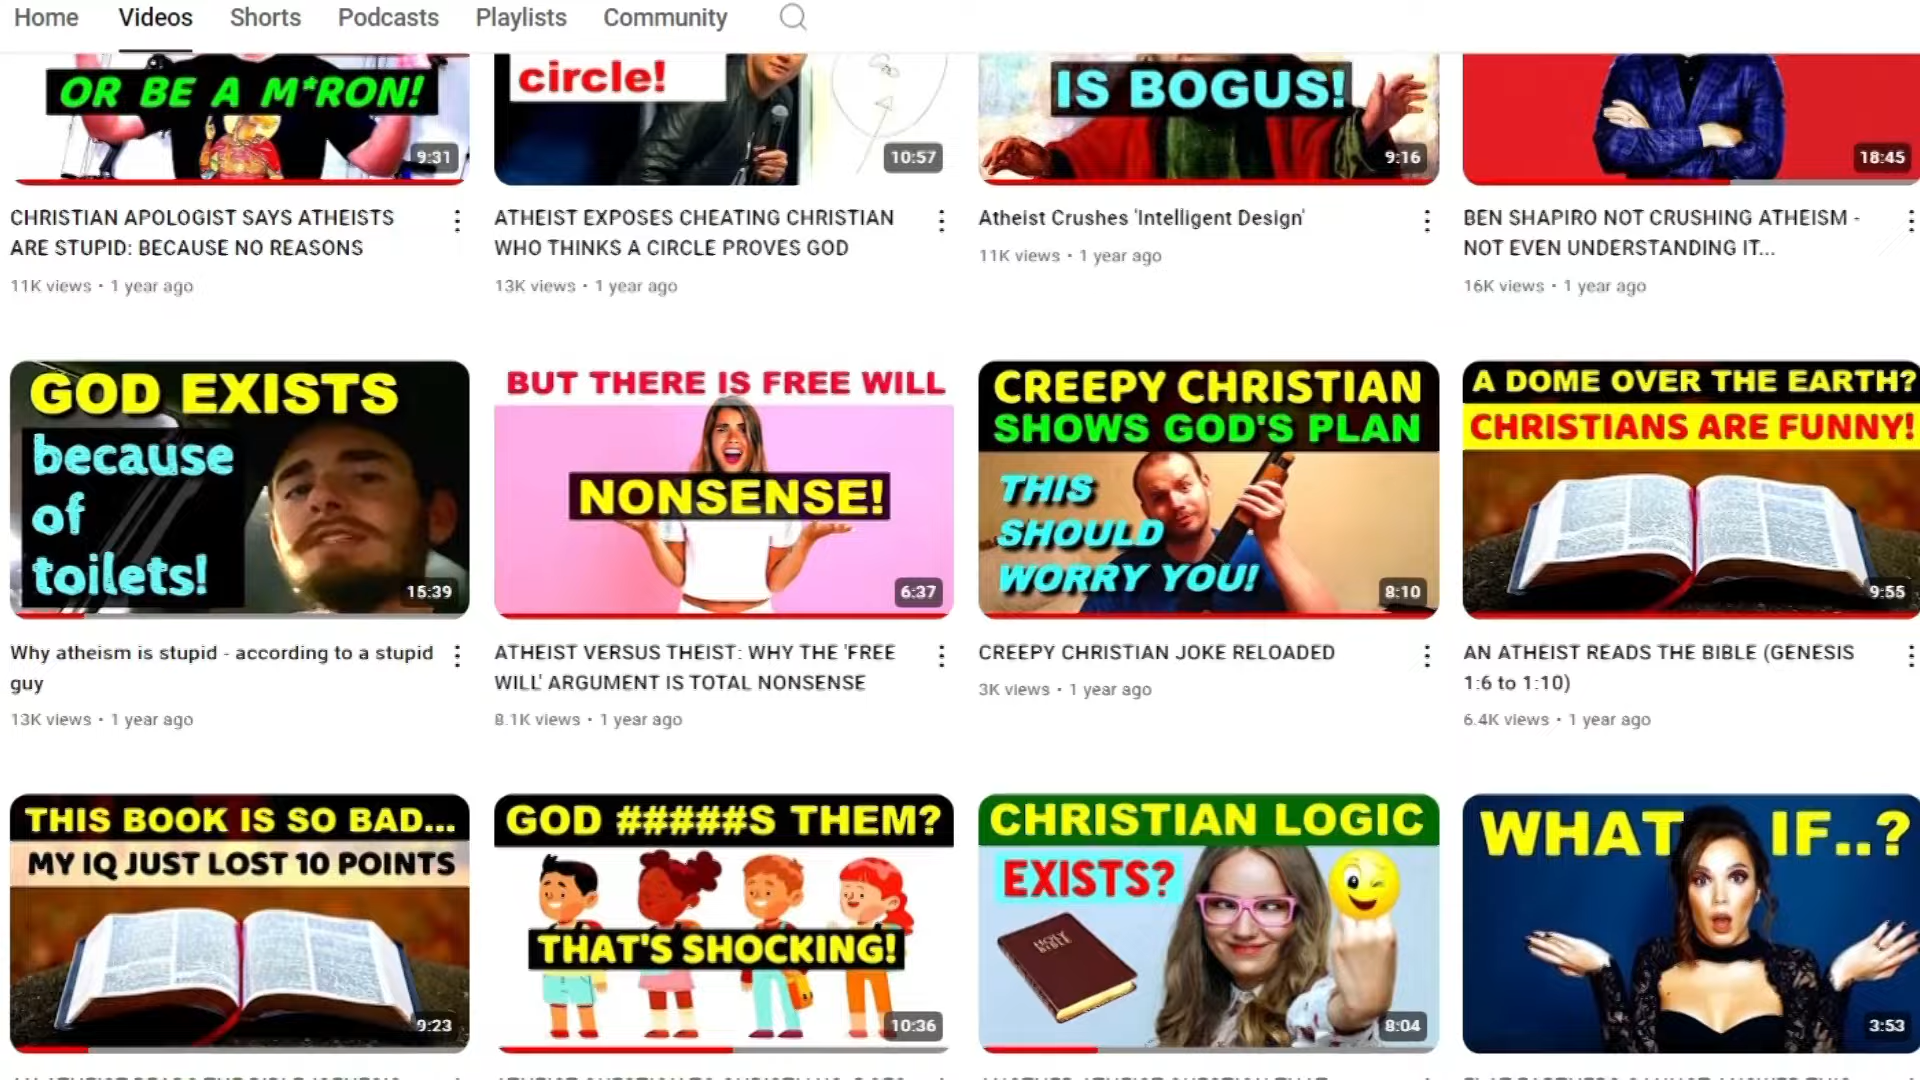 Home Videos Shorts Podcasts Playlists Community
OR BE A M*RON!
9:31
circle!
10:57
IS BOGUS!
9:16
18:45
CHRISTIAN APOLOGIST SAYS ATHEISTS
ARE STUPID: BECAUSE NO REASONS
11K views • 1 year ago
ATHEIST EXPOSES CHEATING CHRISTIAN
WHO THINKS A CIRCLE PROVES GOD
13K views • 1 year ago
Atheist Crushes 'Intelligent Design'
11K views • 1 year ago
BEN SHAPIRO NOT CRUSHING ATHEISM -
NOT EVEN UNDERSTANDING IT...
16K views • 1 year ago
GOD EXISTS
because
of
toilets!
15:39
BUT THERE IS FREE WILL
NONSENSE!
6:37
CREEPY CHRISTIAN
SHOWS GOD'S PLAN
THIS
SHOULD
WORRY YOU!
8:10
A DOME OVER THE EARTH?
CHRISTIANS ARE FUNNY!
9:55
Why atheism is stupid - according to a stupid
guy
13K views • 1 year ago
ATHEIST VERSUS THEIST: WHY THE 'FREE
WILL' ARGUMENT IS TOTAL NONSENSE
8.1K views • 1 year ago
CREEPY CHRISTIAN JOKE RELOADED
3K views • 1 year ago
AN ATHEIST READS THE BIBLE (GENESIS
1:6 to 1:10)
6.4K views • 1 year ago
THIS BOOK IS SO BAD...
MY IQ JUST LOST 10 POINTS
9:23
GOD #####S THEM?
THAT'S SHOCKING!
10:36
CHRISTIAN LOGIC
EXISTS?
HOLY
BIBLE
8:04
WHAT IF..?
3:53